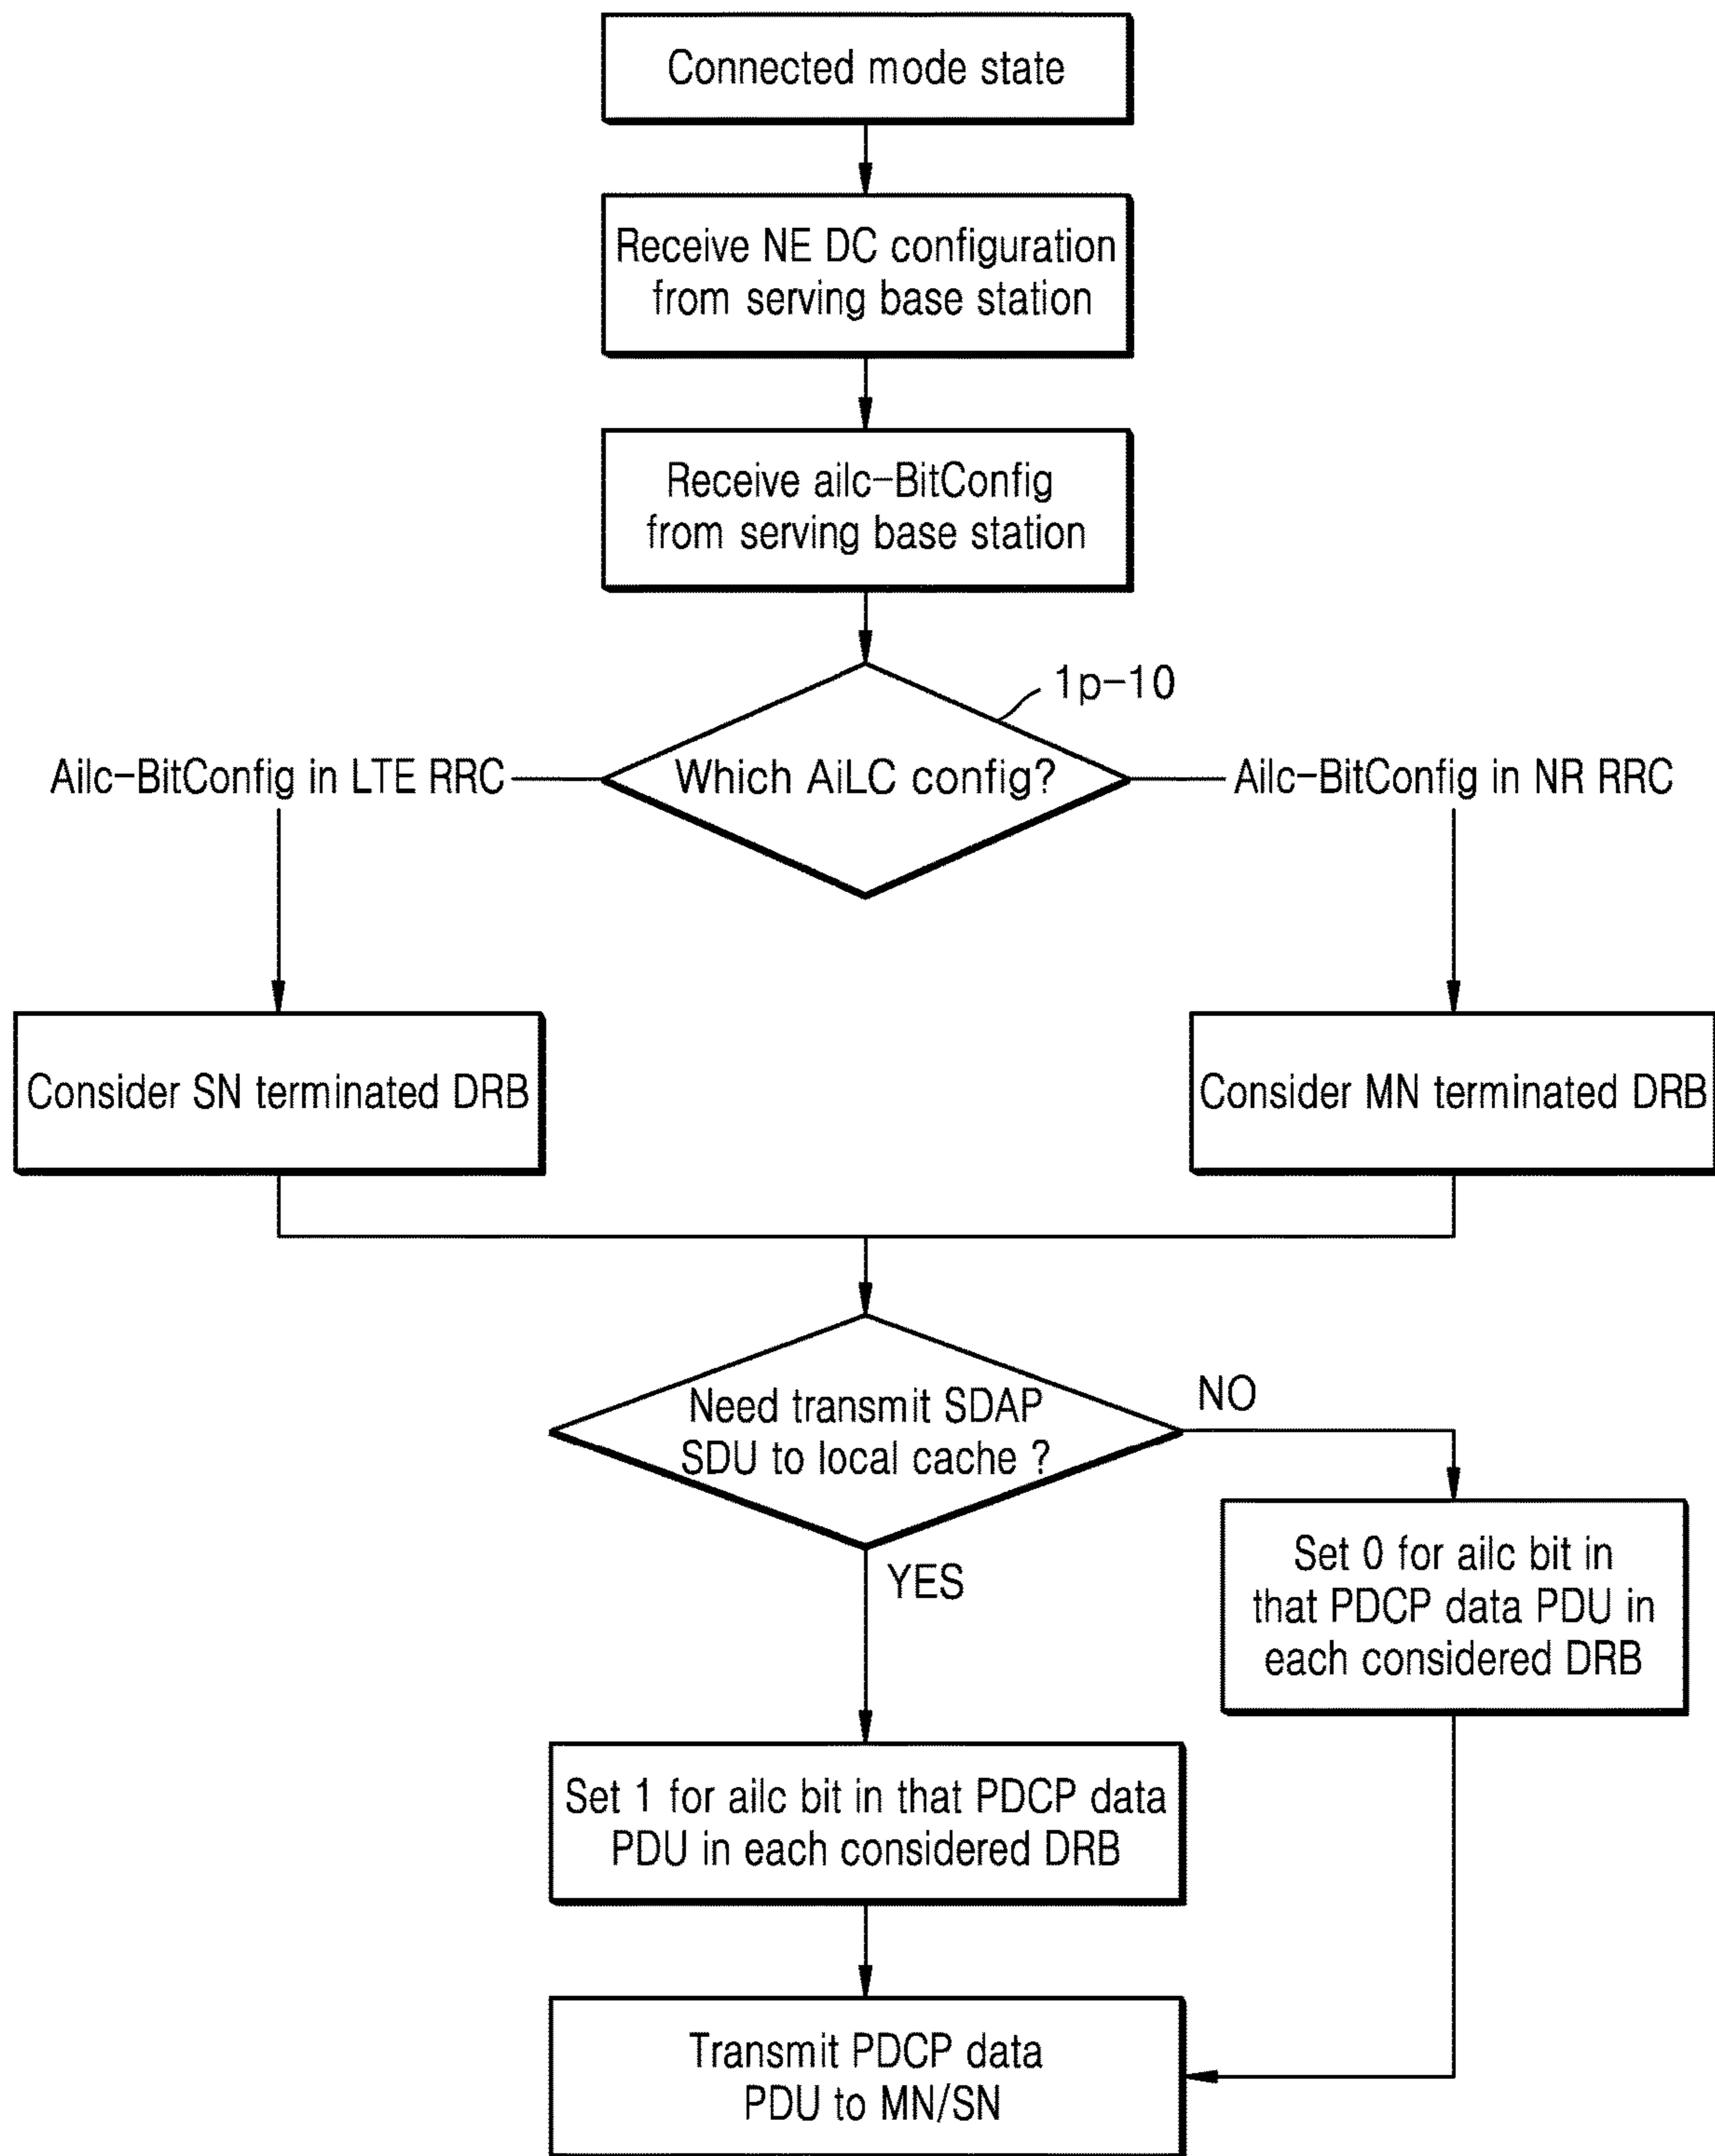 Connected mode state
Receive NE DC configuration
from serving base station
Receive ailc-BitConfig
from serving base station
1p-10
Ailc-BitConfig in LTE RRC
Which AiLC config?
Ailc-BitConfig in NR RRC
Consider SN terminated DRB
Consider MN terminated DRB
Need transmit SDAP
SDU to local cache ?
NO
YES
Set 0 for ailc bit in
that PDCP data PDU in
each considered DRB
Set 1 for ailc bit in that PDCP data
PDU in each considered DRB
Transmit PDCP data
PDU to MN/SN